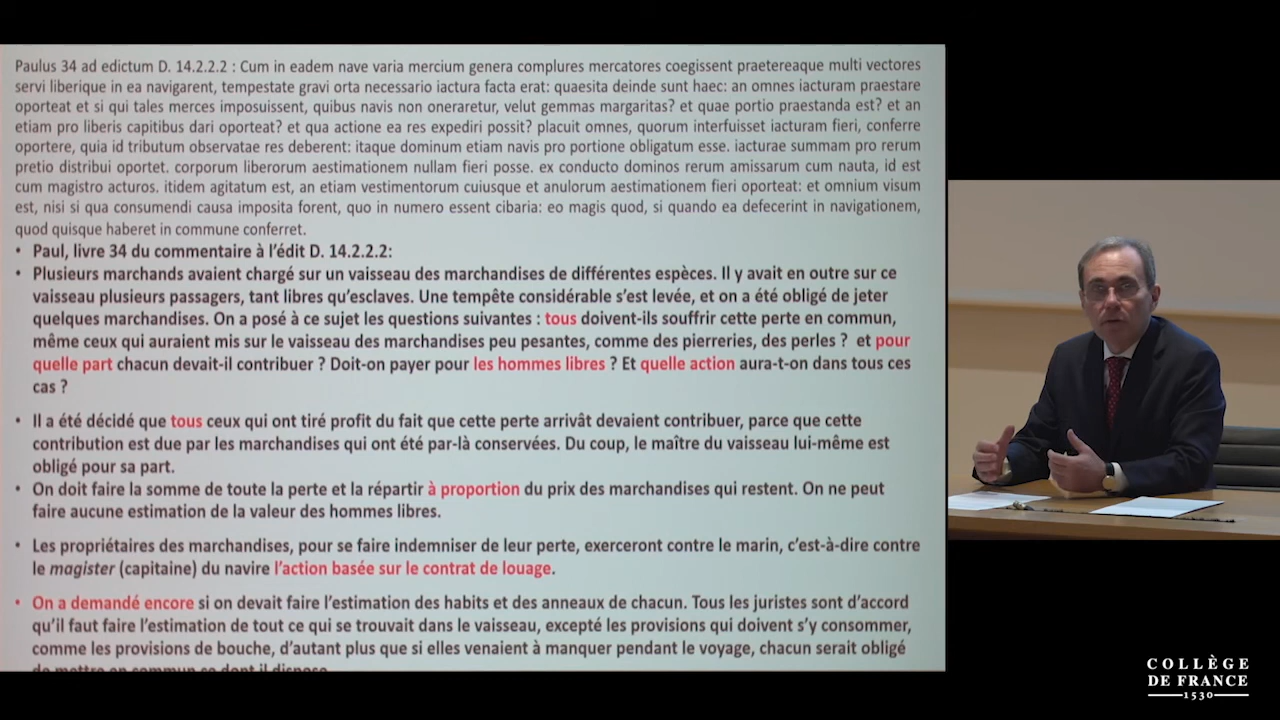 Paulus 34 ad edictum D. 14.2.2.2 : Cum in eadem nave varia mercium genera complures mercatores coegissent praetereaque multi vectores
servi liberique in ea navigarent, tempestate gravi orta necessario iactura facta erat: quaesita deinde sunt haec: an omnes iacturam praestare
oporteat et si qui tales merces imposuissent, quibus navis non oneraretur, velut gemmas margaritas? et quae portio praestanda est? et an
etiam pro liberis capitibus dari oporteat? et qua actione ea res expediri possit? placuit omnes, quorum interfuisset iacturam fieri, conferre
oportere, quia id tributum observatae res deberent: itaque dominum etiam navis pro portione obligatum esse. iacturae summam pro rerum
pretio distribui oportet. corporum liberorum aestimationem nullam fieri posse. ex conducto dominos rerum amissarum cum nauta, id est
cum magistro acturos. itidem agitatum est, an etiam vestimentorum cuiusque et anulorum aestimationem fieri oporteat: et omnium visum
est, nisi si qua consumendi causa imposita forent, quo in numero essent cibaria: eo magis quod, si quando ea defecerint in navigationem,
quod quisque haberet in commune conferret.
• Paul, livre 34 du commentaire à l'édit D. 14.2.2.2:
• Plusieurs marchands avaient chargé sur un vaisseau des marchandises de différentes espèces. Il y avait en outre sur ce
vaisseau plusieurs passagers, tant libres qu'esclaves. Une tempête considérable s'est levée, et on a été obligé de jeter
quelques marchandises. On a posé à ce sujet les questions suivantes : tous doivent-ils souffrir cette perte en commun,
même ceux qui auraient mis sur le vaisseau des marchandises peu pesantes, comme des pierreries, des perles ? et pour
quelle part chacun devait-il contribuer ? Doit-on payer pour les hommes libres ? Et quelle action aura-t-on dans tous ces
cas ?
• Il a été décidé que tous ceux qui ont tiré profit du fait que cette perte arrivât devaient contribuer, parce que cette
contribution est due par les marchandises qui ont été par-là conservées. Du coup, le maître du vaisseau lui-même est
obligé pour sa part.
• On doit faire la somme de toute la perte et la répartir à proportion du prix des marchandises qui restent. On ne peut
faire aucune estimation de la valeur des hommes libres.
• Les propriétaires des marchandises, pour se faire indemniser de leur perte, exerceront contre le marin, c'est-à-dire contre
le magister (capitaine) du navire l'action basée sur le contrat de louage.
• On a demandé encore si on devait faire l'estimation des habits et des anneaux de chacun. Tous les juristes sont d'accord
qu'il faut faire l'estimation de tout ce qui se trouvait dans le vaisseau, excepté les provisions qui doivent s'y consommer,
comme les provisions de bouche, d'autant plus que si elles venaient à manquer pendant le voyage, chacun serait obligé
de mettre en commun ce dont il dispose
COLLÈGE
DE FRANCE
1530